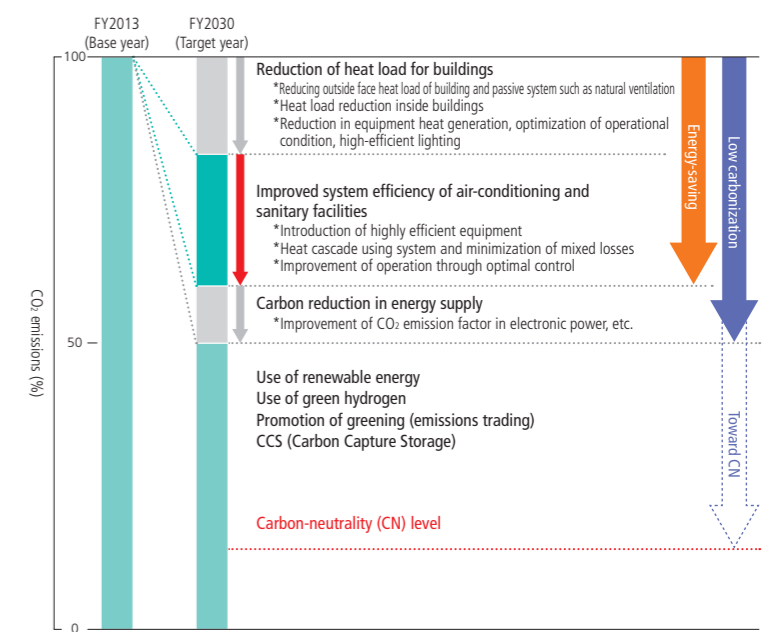 FY2013
(Base year)
FY2030
(Target year)
100
50
0
CO₂ emissions (%)
Reduction of heat load for buildings
*Reducing outside face heat load of building and passive system such as natural ventilation
*Heat load reduction inside buildings
*Reduction in equipment heat generation, optimization of operational
condition, high-efficient lighting
Improved system efficiency of air-conditioning and
sanitary facilities
*Introduction of highly efficient equipment
*Heat cascade using system and minimization of mixed losses
*Improvement of operation through optimal control
Carbon reduction in energy supply
*Improvement of CO₂ emission factor in electronic power, etc.
Use of renewable energy
Use of green hydrogen
Promotion of greening (emissions trading)
CCS (Carbon Capture Storage)
Carbon-neutrality (CN) level
Energy-saving
Low carbonization
Toward CN